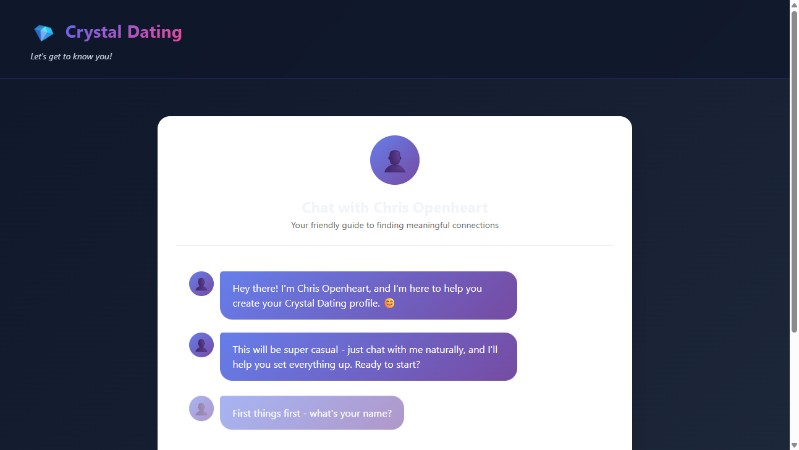 Crystal Dating
Let's get to know you!
Chat with Chris Openheart
Your friendly guide to finding meaningful connections
Hey there! I'm Chris Openheart, and I'm here to help you
create your Crystal Dating profile. 😊
This will be super casual - just chat with me naturally, and I'll
help you set everything up. Ready to start?
First things first - what's your name?